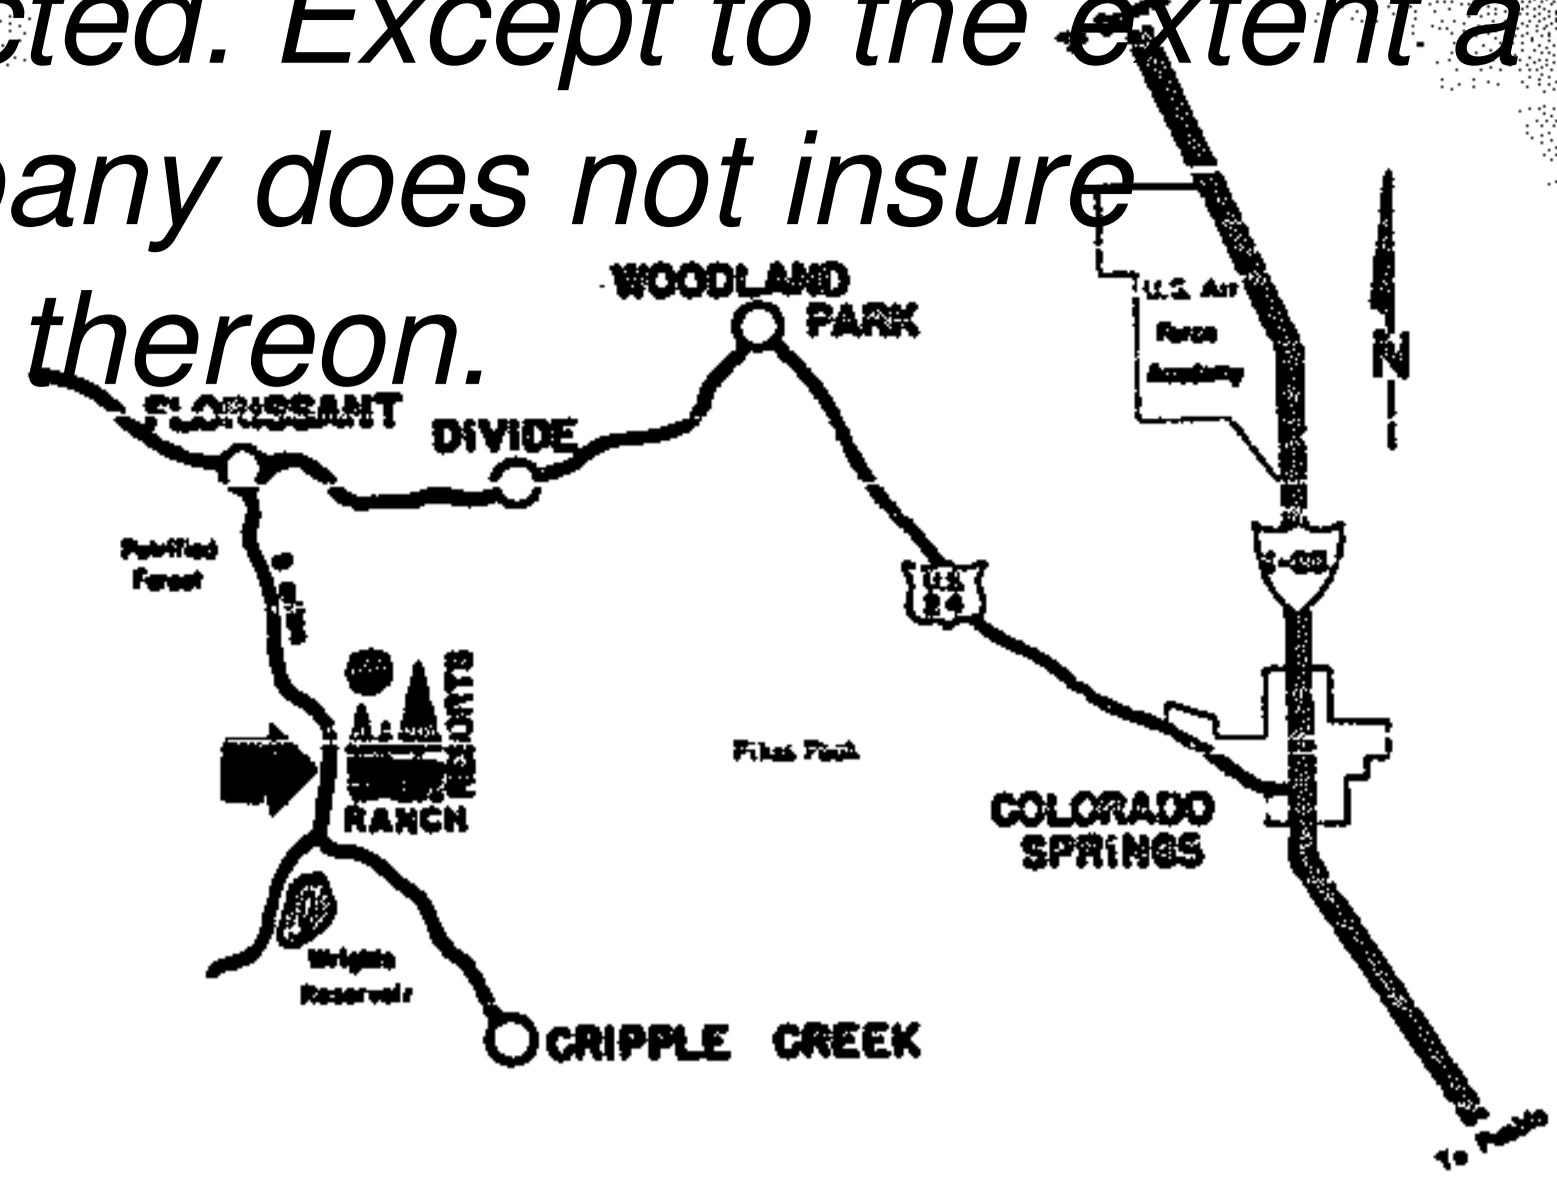 cted. Except to the extent a
pany does not insure
thereon.
WOODLAND
PARK
U.S. Air
Force
Academy
N
FLORISSANT
DIVIDE
Petrified
Forest
U.S.
24
RESORTS
RANCH
Pikes Peak
COLORADO
SPRINGS
Wrights
Reservoir
CRIPPLE CREEK
To Pueblo